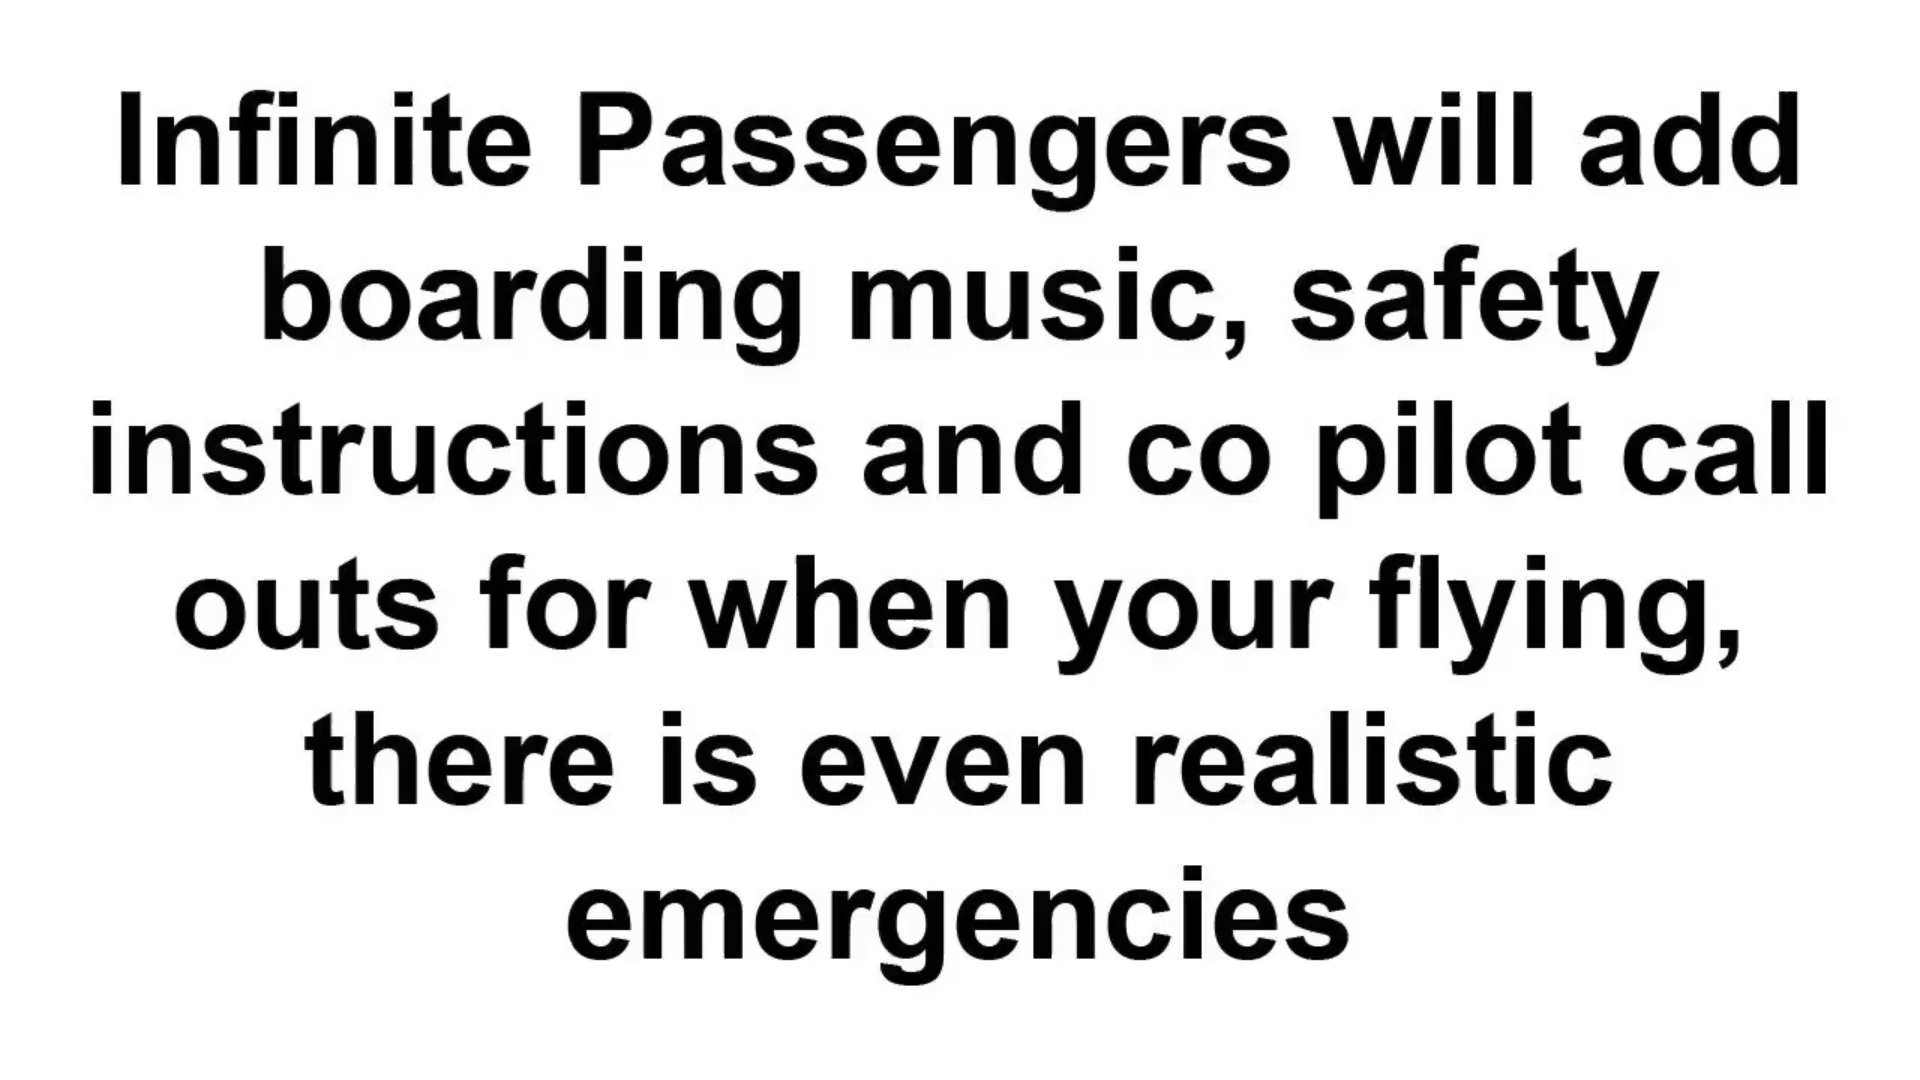 Infinite Passengers will add
boarding music, safety
instructions and co pilot call
outs for when your flying,
there is even realistic
emergencies